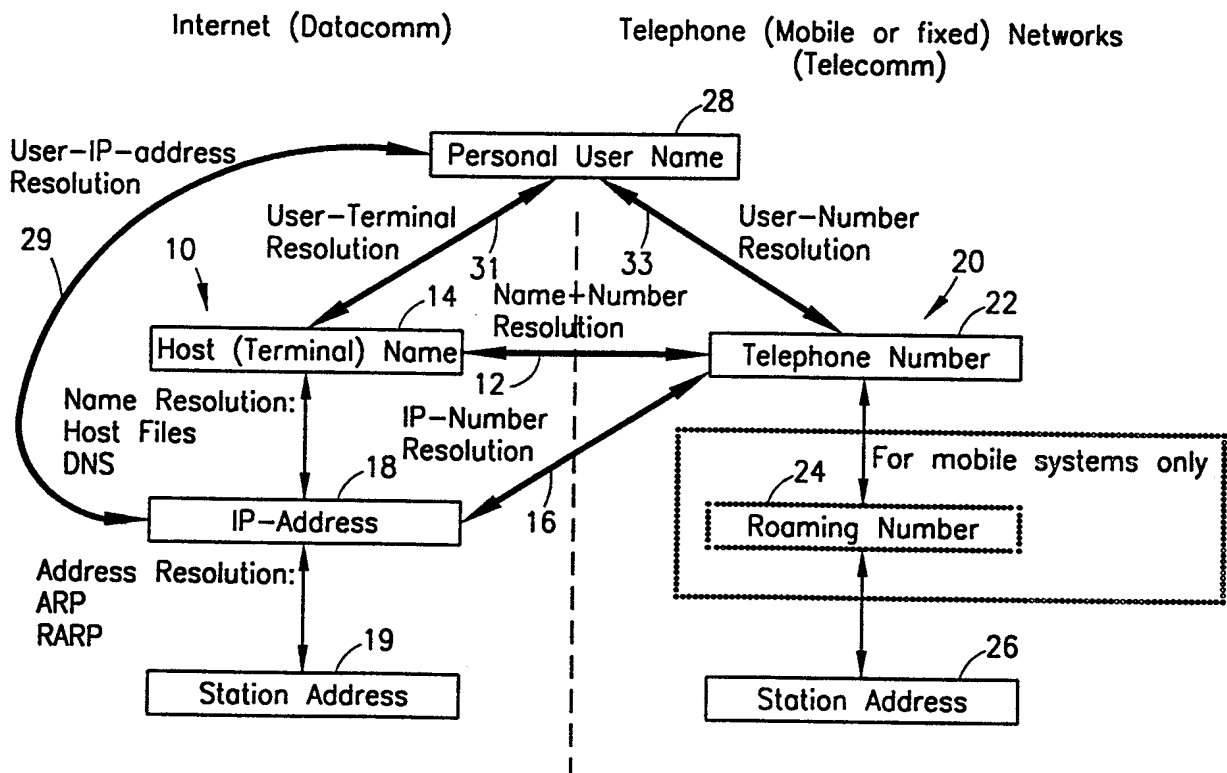 Internet (Datacomm)
Telephone (Mobile or fixed) Networks
(Telecomm)
28
User-IP-address
Resolution
Personal User Name
29
10
User-Terminal
Resolution
31
33
User-Number
Resolution
20
14
Name-Number
Resolution
22
Host (Terminal) Name
Telephone Number
12
Name Resolution:
Host Files
DNS
IP-Number
Resolution
For mobile systems only
18
16
24
IP-Address
Roaming Number
Address Resolution:
ARP
RARP
19
26
Station Address
Station Address